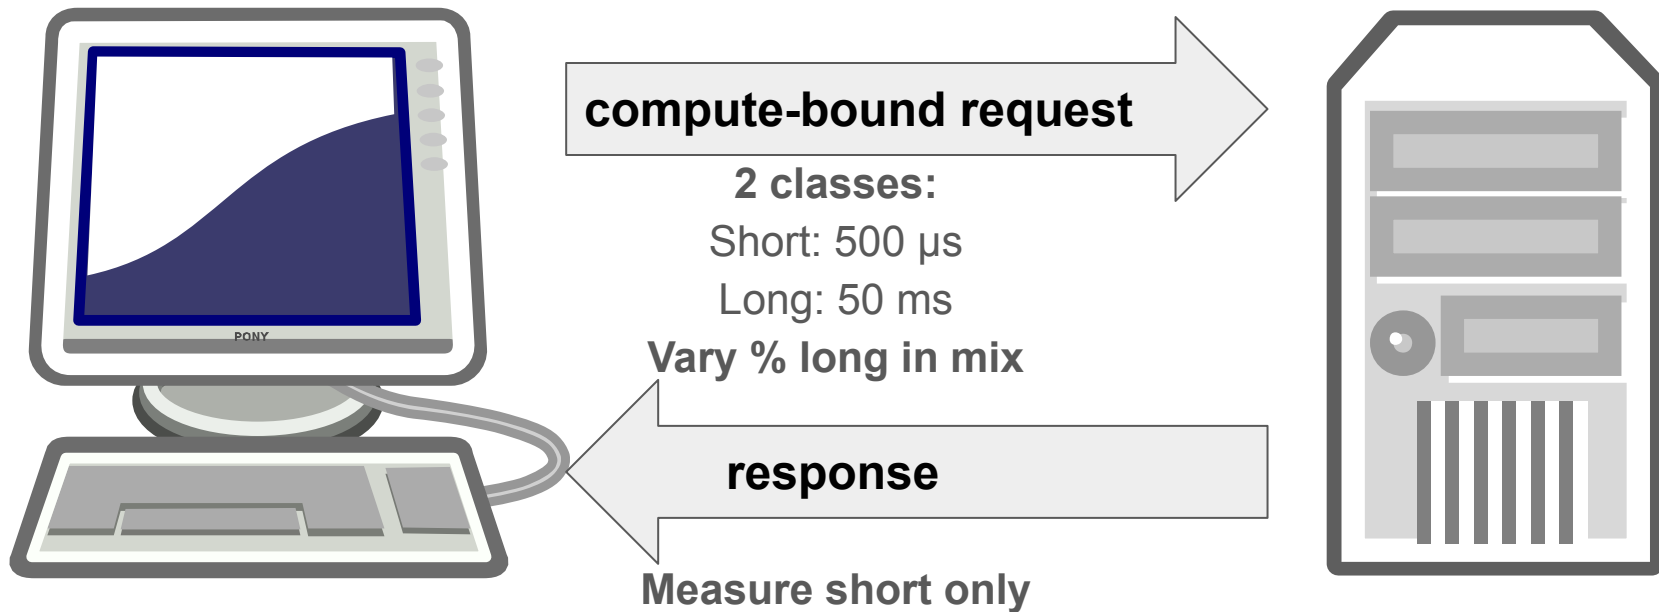 compute-bound request
2 classes:
Short: 500 µs
Long: 50 ms
Vary % long in mix
PONY
response
Measure short only